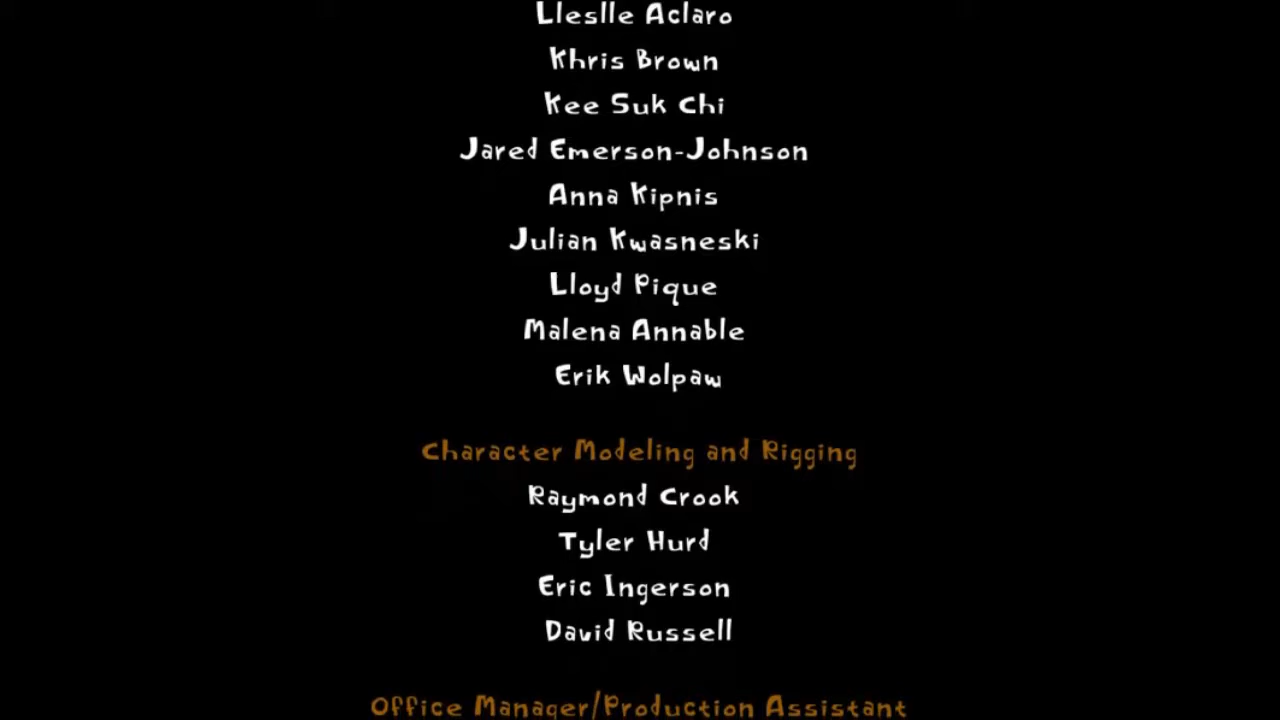 Lleslle Aclaro
Khris Brown
Kee Suk Chi
Jared Emerson-Johnson
Anna Kipnis
Julian Kwasneski
Lloyd Pique
Malena Annable
Erik Wolpaw
Character Modeling and Rigging
Raymond Crook
Tyler Hurd
Eric Ingerson
David Russell
Office Manager/Production Assistant